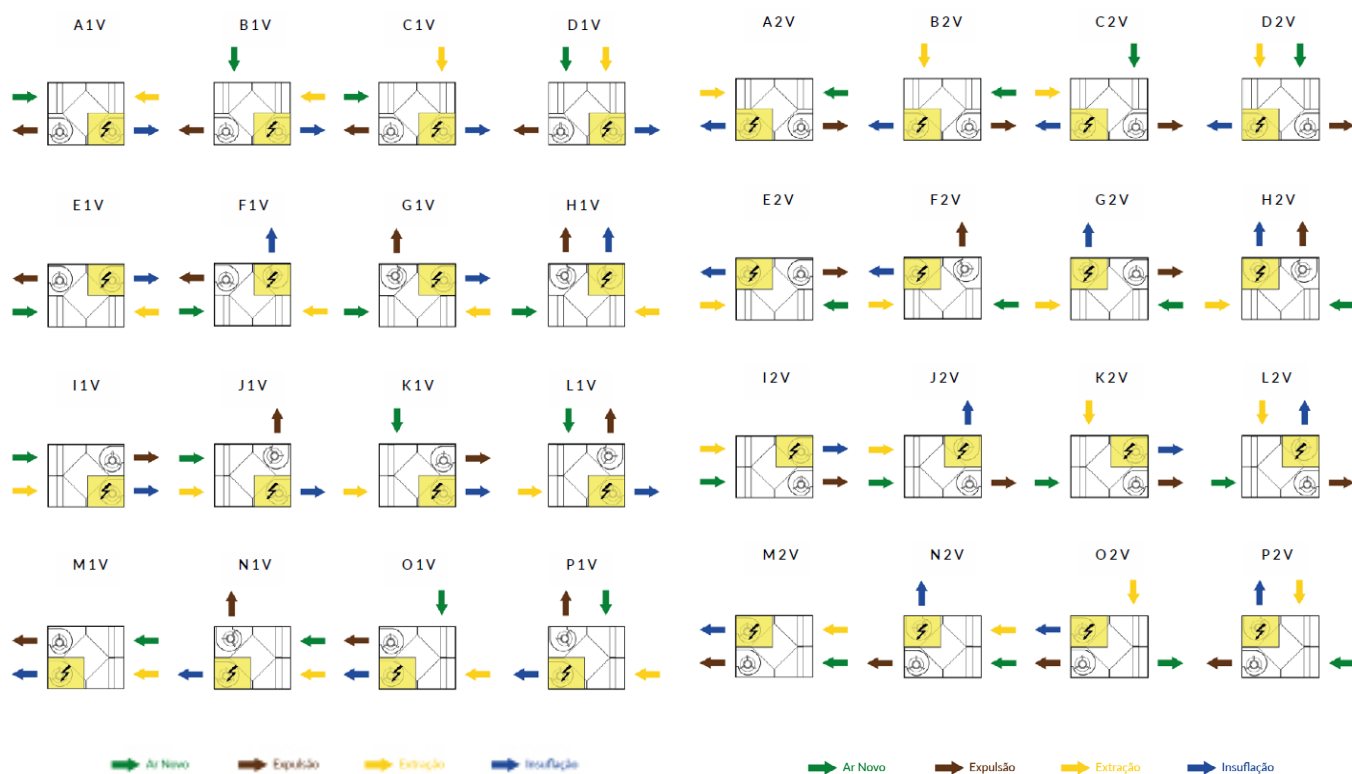 A1V B1V C1V D1V A2V B2V C2V D2V
E1V F1V G1V H1V E2V F2V G2V H2V
I1V J1V K1V L1V I2V J2V K2V L2V
M1V N1V O1V P1V M2V N2V O2V P2V
Ar Novo Expulsão Extração Insuflação Ar Novo Expulsão Extração Insuflação